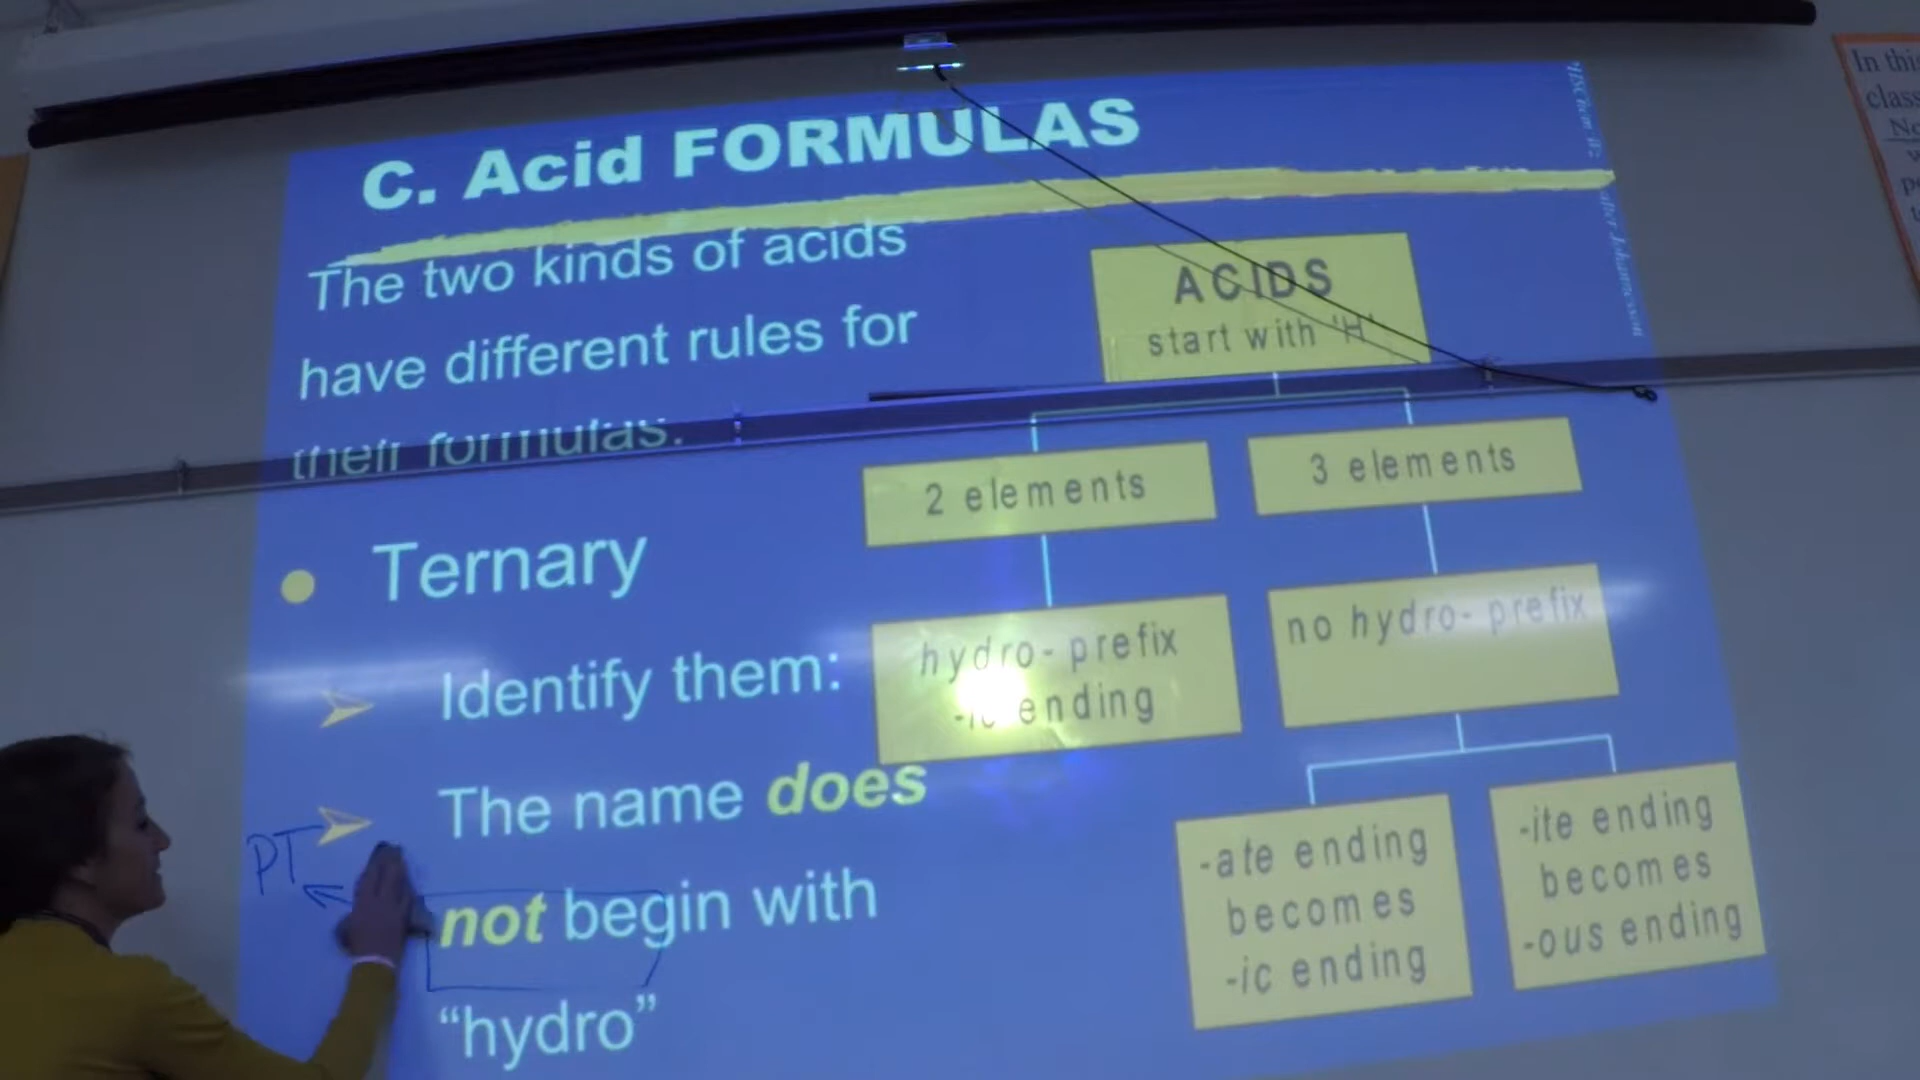 C. Acid FORMULAS
The two kinds of acids
have different rules for
their formulas.
Ternary
Identify them:
The name does
not begin with
"hydro"
PT
ACIDS
start with 'H'
2 elements
3 elements
hydro- prefix
-ic ending
no hydro- prefix
-ate ending
becomes
-ic ending
-ite ending
becomes
-ous ending
In this
class